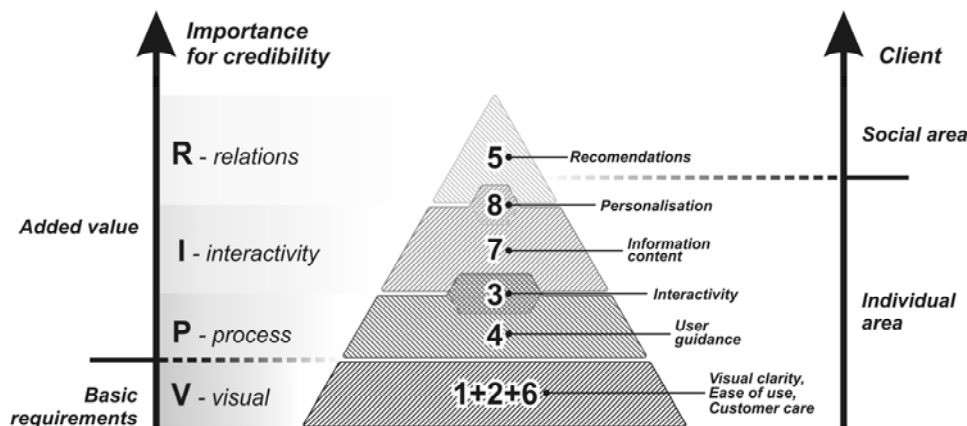 Importance
for credibility
Client
R - relations
5
Recomendations
Social area
8
Personalisation
Added value
I - interactivity
7
Information
content
3
Interactivity
Individual
area
P - process
4
User
guidance
Basic
requirements
V - visual
1+2+6
Visual clarity,
Ease of use,
Customer care